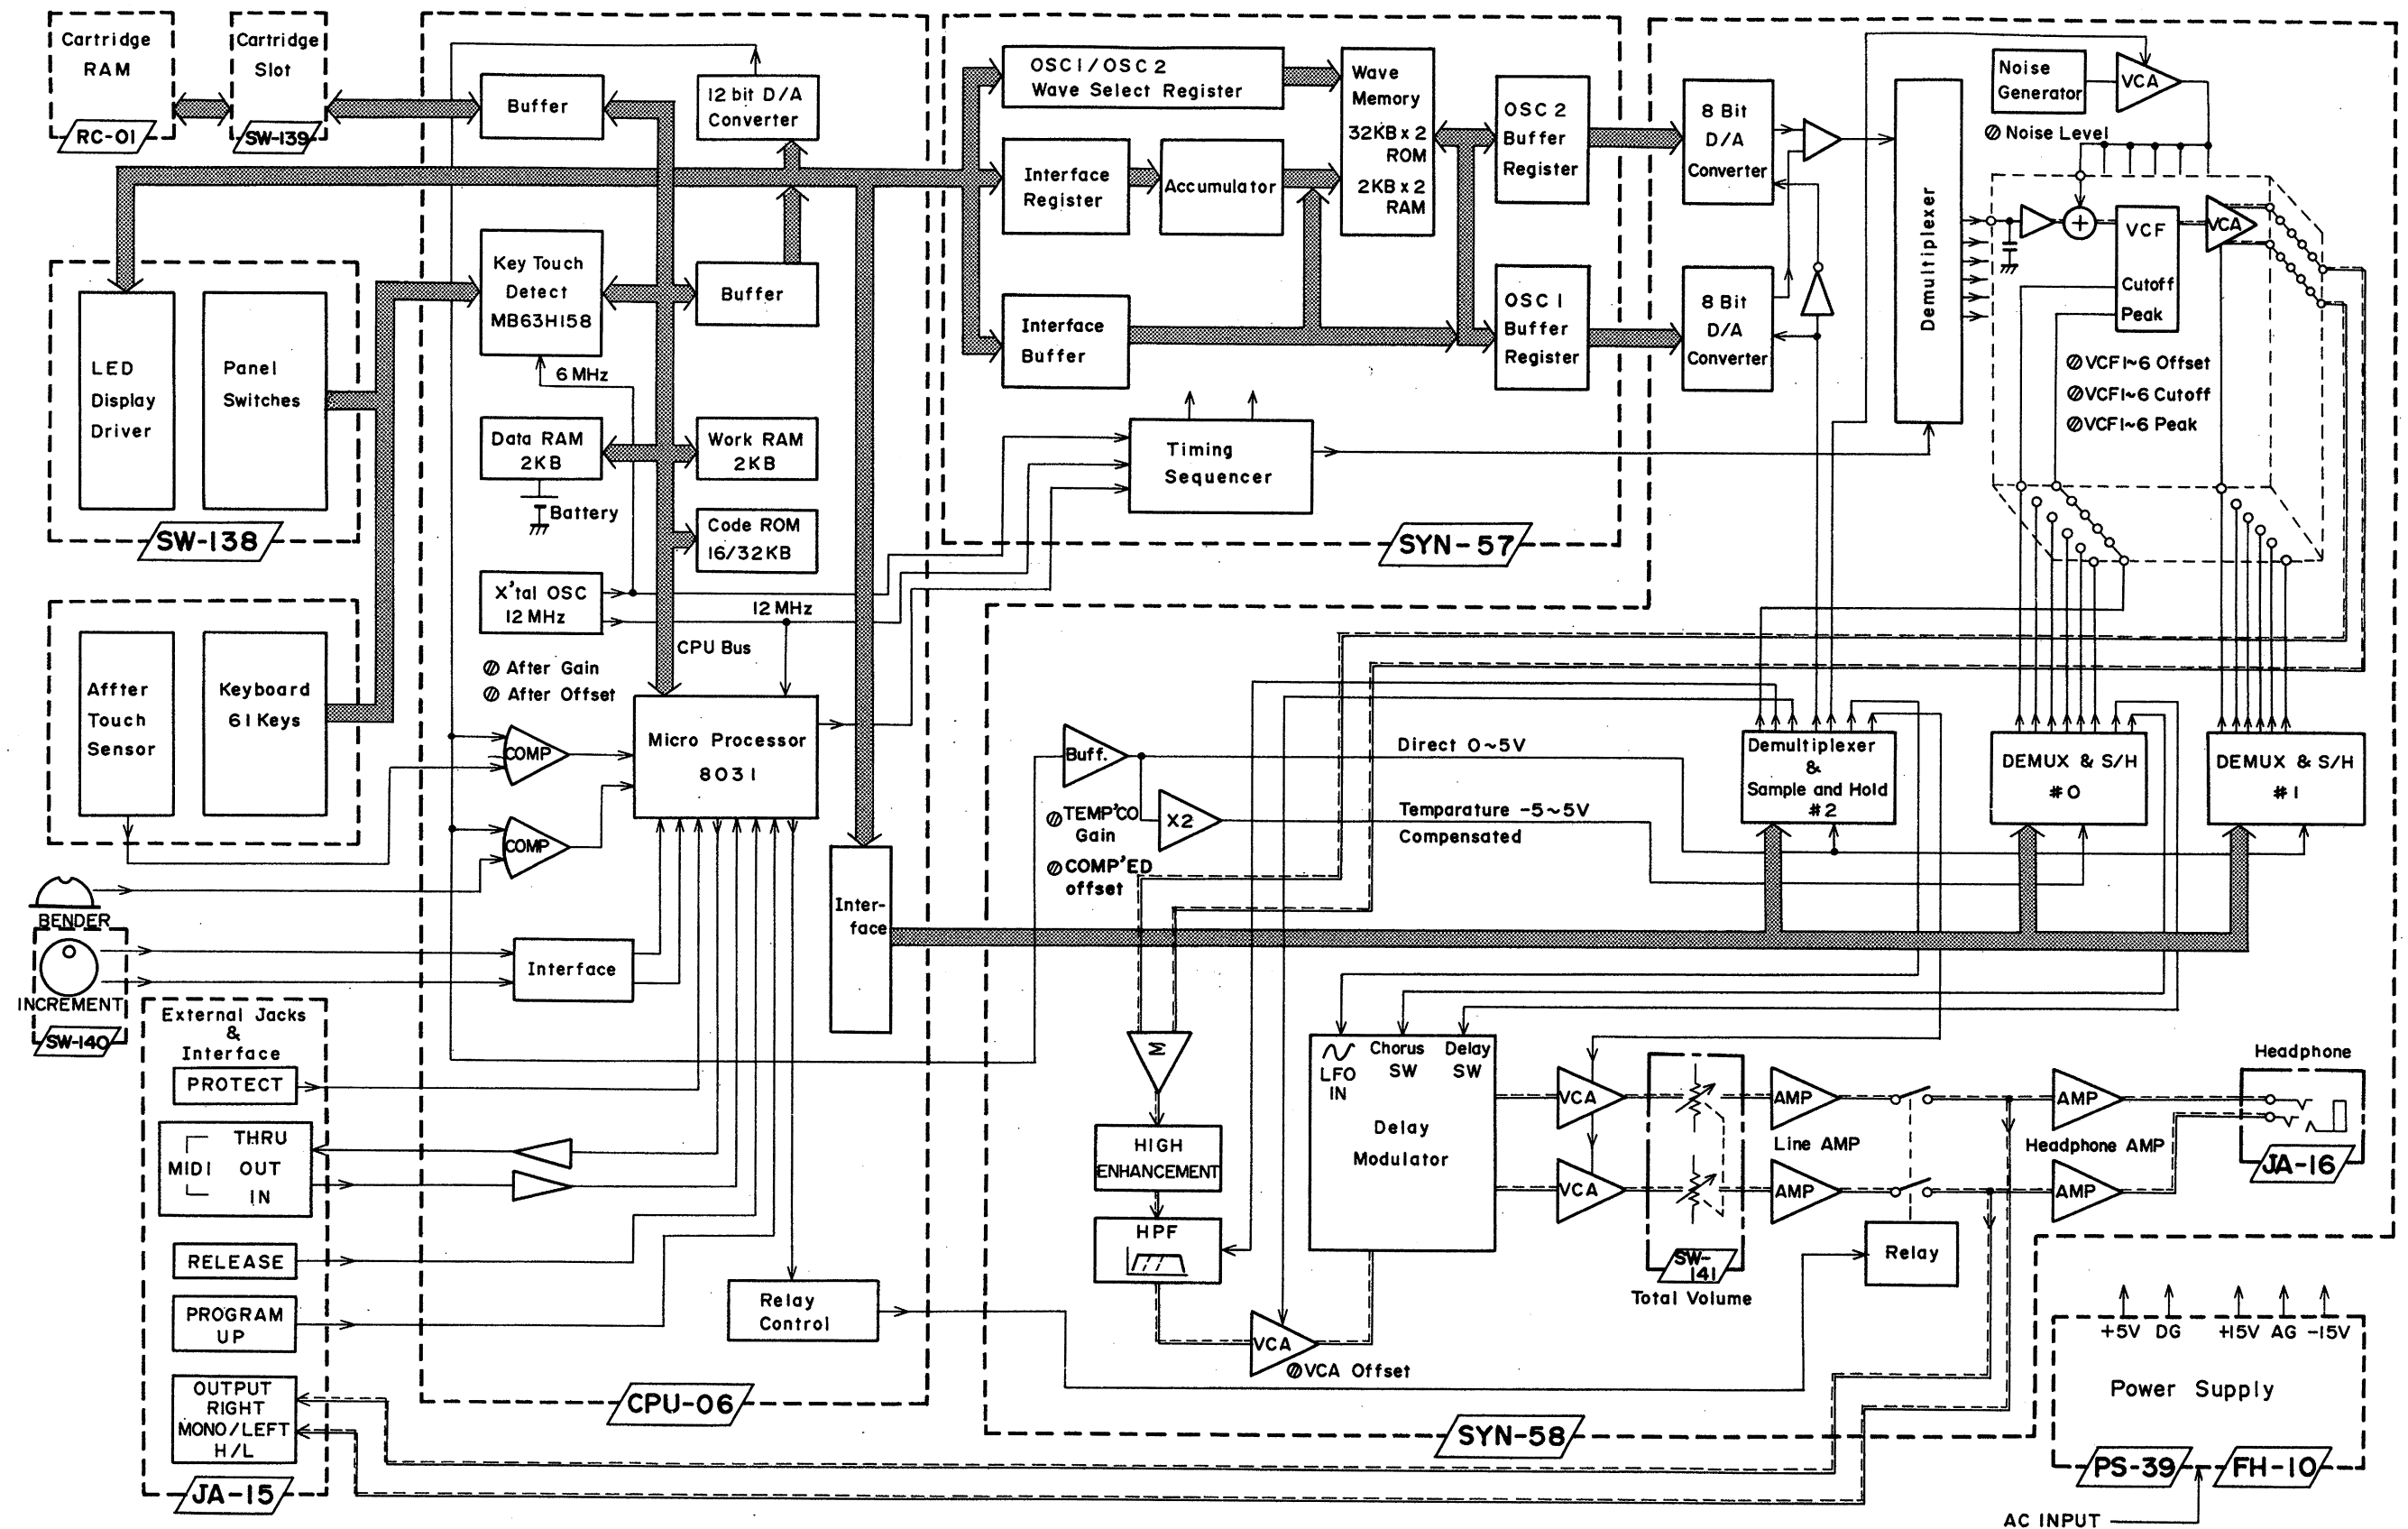 Cartridge
RAM
RC-01
Cartridge
Slot
SW-139
Buffer
12 bit D/A
Converter
Key Touch
Detect
MB63H158
Buffer
6 MHz
LED
Display
Driver
Panel
Switches
SW-138
Data RAM
2KB
Work RAM
2KB
Battery
Code ROM
16/32KB
X'tal OSC
12MHz
12 MHz
CPU Bus
After Gain
After Offset
Affter
Touch
Sensor
Keyboard
61 Keys
COMP
COMP
Micro Processor
8031
BENDER
INCREMENT
SW-140
Interface
Inter-
face
External Jacks
&
Interface
PROTECT
MIDI
THRU
OUT
IN
RELEASE
PROGRAM
UP
OUTPUT
RIGHT
MONO/LEFT
H/L
JA-15
Relay
Control
CPU-06
OSC1/OSC2
Wave Select Register
Interface
Register
Accumulator
Interface
Buffer
Wave
Memory
32KB x 2
ROM
2KB x 2
RAM
OSC 2
Buffer
Register
OSC 1
Buffer
Register
Timing
Sequencer
SYN-57
8 Bit
D/A
Converter
8 Bit
D/A
Converter
Demultiplexer
Noise
Generator
VCA
Noise Level
VCF
Cutoff
Peak
VCA
VCF1~6 Offset
VCF1~6 Cutoff
VCF1~6 Peak
Buff.
Direct 0~5V
TEMP'CO
Gain
X2
Temparature -5~5V
Compensated
COMP'ED
offset
Demultiplexer
&
Sample and Hold
#2
DEMUX & S/H
#0
DEMUX & S/H
#1
Σ
HIGH
ENHANCEMENT
HPF
VCA
VCA Offset
LFO
IN
Chorus
SW
Delay
SW
Delay
Modulator
VCA
VCA
SW-
141
Total Volume
AMP
Line AMP
AMP
Relay
AMP
Headphone AMP
AMP
Headphone
JA-16
SYN-58
+5V DG +15V AG -15V
Power Supply
PS-39
FH-10
AC INPUT